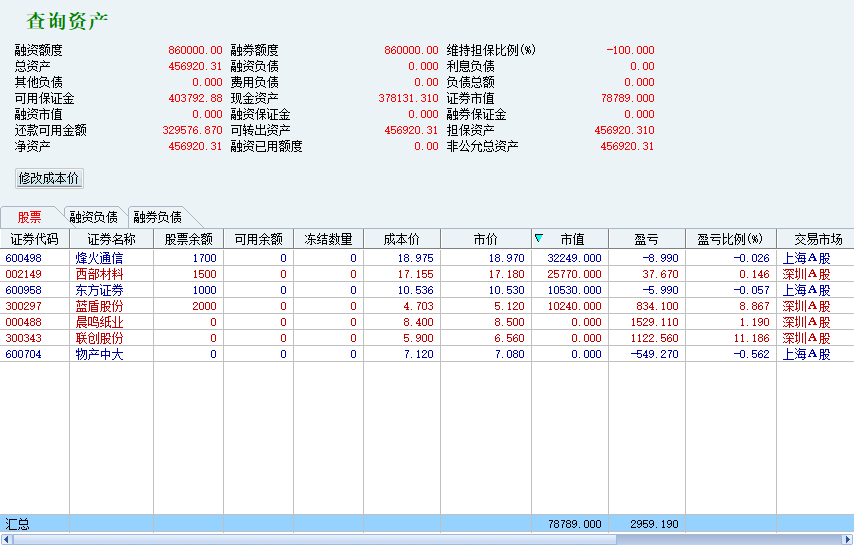 查询资产
融资额度 860000.00 融券额度 860000.00 维持担保比例(%) -100.000
总资产 456920.31 融资负债 0.000 利息负债 0.00
其他负债 0.000 费用负债 0.00 负债总额 0.000
可用保证金 403792.88 现金资产 378131.310 证券市值 78789.000
融资市值 0.000 融资保证金 0.000 融券保证金 0.000
还款可用金额 329576.870 可转出资产 456920.31 担保资产 456920.310
净资产 456920.31 融资已用额度 0.00 非公允总资产 456920.31
修改成本价
股票 融资负债 融券负债
证券代码 证券名称 股票余额 可用余额 冻结数量 成本价 市价 市值 盈亏 盈亏比例(%) 交易市场
600498 烽火通信 1700 0 0 18.975 18.970 32249.000 -8.990 -0.026 上海A股
002149 西部材料 1500 0 0 17.155 17.180 25770.000 37.670 0.146 深圳A股
600958 东方证券 1000 0 0 10.536 10.530 10530.000 -5.990 -0.057 上海A股
300297 蓝盾股份 2000 0 0 4.703 5.120 10240.000 834.100 8.867 深圳A股
000488 晨鸣纸业 0 0 0 8.400 8.500 0.000 1529.110 1.190 深圳A股
300343 联创股份 0 0 0 5.900 6.560 0.000 1122.560 11.186 深圳A股
600704 物产中大 0 0 0 7.120 7.080 0.000 -549.270 -0.562 上海A股
汇总 78789.000 2959.190